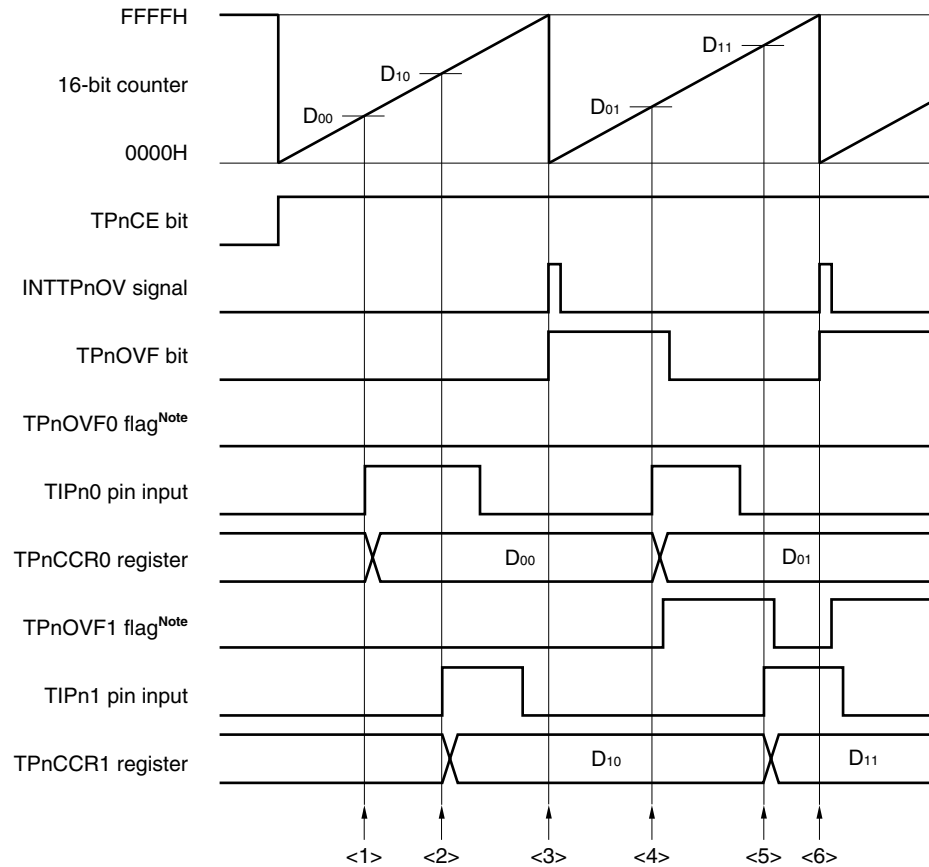 FFFFH
16-bit counter
0000H
D00
D10
D01
D11
TPnCE bit
INTTPnOV signal
TPnOVF bit
TPnOVF0 flagNote
TIPn0 pin input
TPnCCR0 register
D00
D01
TPnOVF1 flagNote
TIPn1 pin input
TPnCCR1 register
D10
D11
<1> <2> <3> <4> <5> <6>